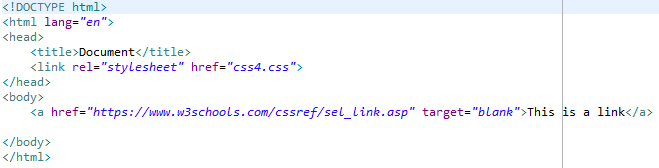 <!DOCTYPE html>
<html lang="en">
<head>
    <title>Document</title>
    <link rel="stylesheet" href="css4.css">
</head>
<body>
    <a href="https://www.w3schools.com/cssref/sel_link.asp" target="blank">This is a link</a>
</body>
</html>